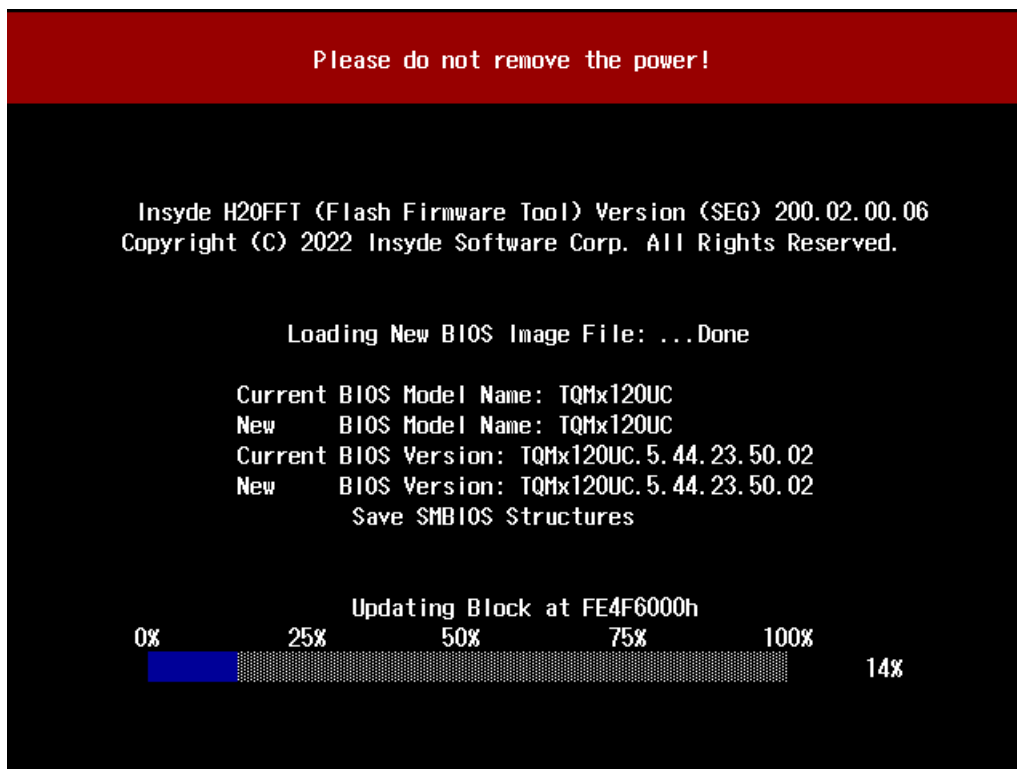 Please do not remove the power!
Insyde H2OFFT (Flash Firmware Tool) Version (SEG) 200.02.00.06
Copyright (C) 2022 Insyde Software Corp. All Rights Reserved.
Loading New BIOS Image File: ...Done
Current BIOS Model Name: TQMx120UC
New BIOS Model Name: TQMx120UC
Current BIOS Version: TQMx120UC.5.44.23.50.02
New BIOS Version: TQMx120UC.5.44.23.50.02
Save SMBIOS Structures
Updating Block at FE4F6000h
0% 25% 50% 75% 100%
14%